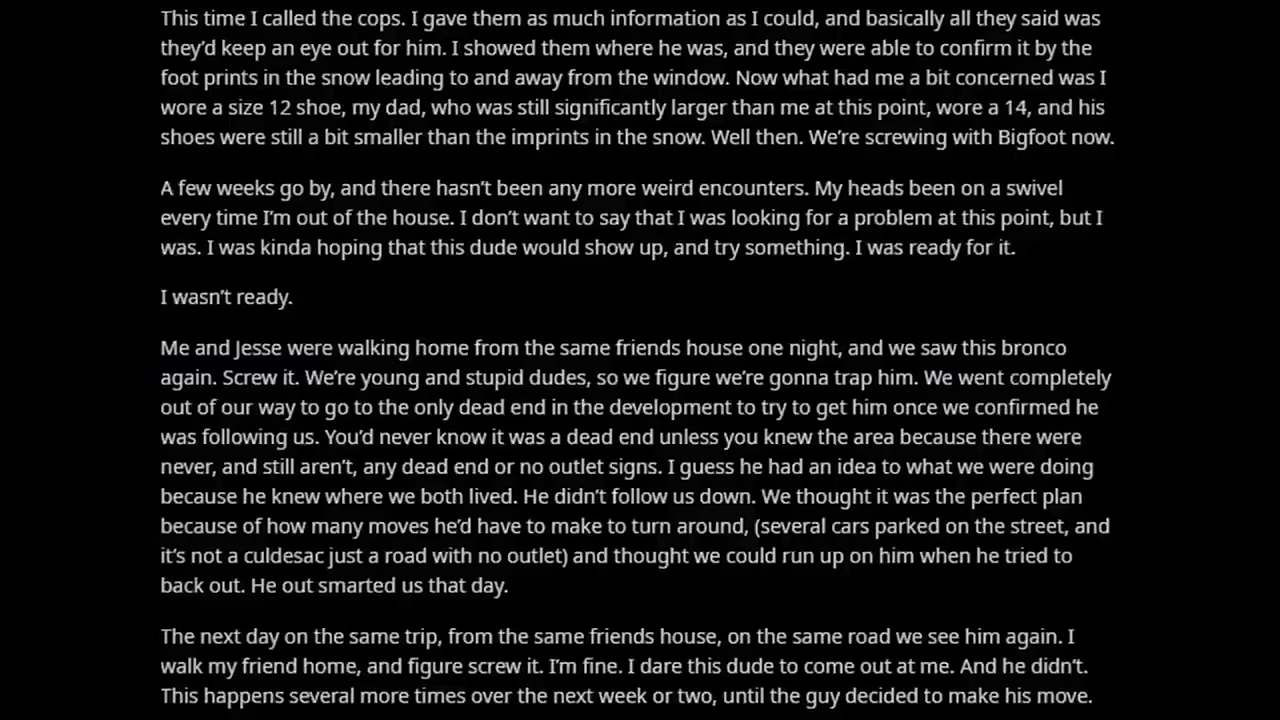 This time I called the cops. I gave them as much information as I could, and basically all they said was
they'd keep an eye out for him. I showed them where he was, and they were able to confirm it by the
foot prints in the snow leading to and away from the window. Now what had me a bit concerned was I
wore a size 12 shoe, my dad, who was still significantly larger than me at this point, wore a 14, and his
shoes were still a bit smaller than the imprints in the snow. Well then. We're screwing with Bigfoot now.
A few weeks go by, and there hasn't been any more weird encounters. My heads been on a swivel
every time I'm out of the house. I don't want to say that I was looking for a problem at this point, but I
was. I was kinda hoping that this dude would show up, and try something. I was ready for it.
I wasn't ready.
Me and Jesse were walking home from the same friends house one night, and we saw this bronco
again. Screw it. We're young and stupid dudes, so we figure we're gonna trap him. We went completely
out of our way to go to the only dead end in the development to try to get him once we confirmed he
was following us. You'd never know it was a dead end unless you knew the area because there were
never, and still aren't, any dead end or no outlet signs. I guess he had an idea to what we were doing
because he knew where we both lived. He didn't follow us down. We thought it was the perfect plan
because of how many moves he'd have to make to turn around, (several cars parked on the street, and
it's not a culdesac just a road with no outlet) and thought we could run up on him when he tried to
back out. He out smarted us that day.
The next day on the same trip, from the same friends house, on the same road we see him again. I
walk my friend home, and figure screw it. I'm fine. I dare this dude to come out at me. And he didn't.
This happens several more times over the next week or two, until the guy decided to make his move.